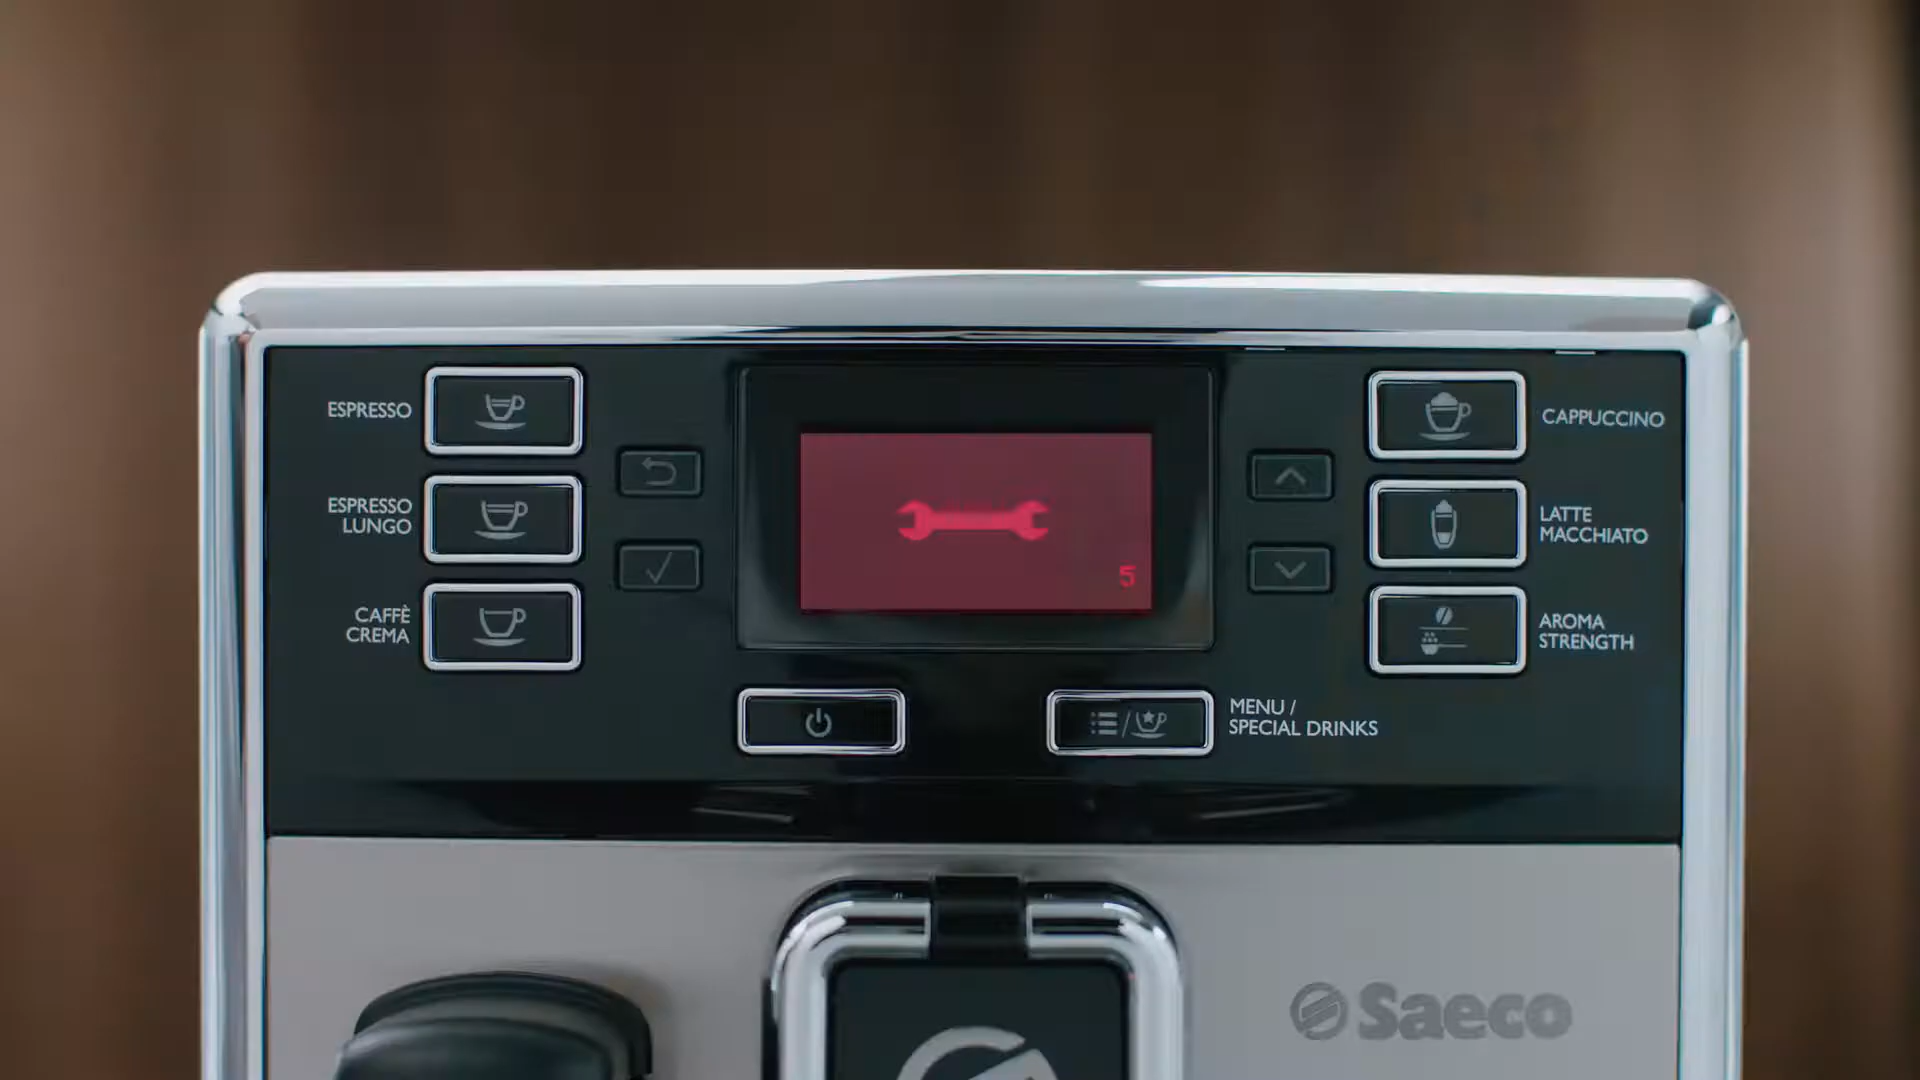 ESPRESSO
ESPRESSO
LUNGO
CAFFÈ
CREMA
5
CAPPUCCINO
LATTE
MACCHIATO
AROMA
STRENGTH
MENU /
SPECIAL DRINKS
Saeco